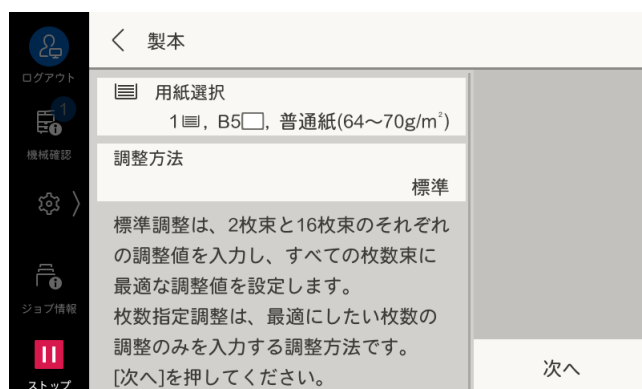 製本
ログアウト
1
機械確認
ジョブ情報
ストップ
用紙選択
1, B5, 普通紙(64～70g/m²)
調整方法
標準
標準調整は、2枚束と16枚束のそれぞれ
の調整値を入力し、すべての枚数束に
最適な調整値を設定します。
枚数指定調整は、最適にしたい枚数の
調整のみを入力する調整方法です。
[次へ]を押してください。
次へ